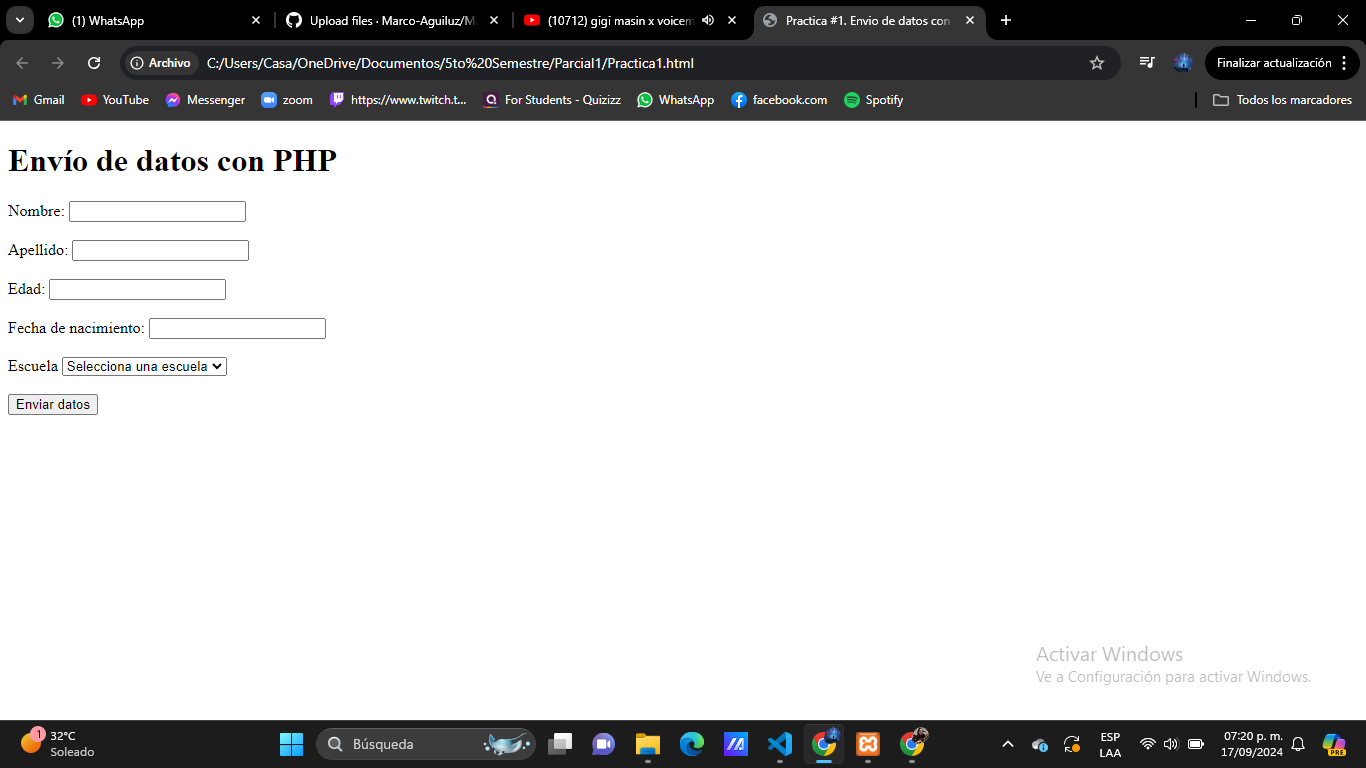 (1) WhatsApp
Upload files · Marco-Aguiluz/M
(10712) gigi masin x voicem
Practica #1. Envio de datos con
Archivo
C:/Users/Casa/OneDrive/Documentos/5to%20Semestre/Parcial1/Practica1.html
Finalizar actualización
Gmail
YouTube
Messenger
zoom
https://www.twitch.t...
For Students - Quizizz
WhatsApp
facebook.com
Spotify
Todos los marcadores
Envío de datos con PHP
Nombre:
Apellido:
Edad:
Fecha de nacimiento:
Escuela Selecciona una escuela
Enviar datos
Activar Windows
Ve a Configuración para activar Windows.
1
32°C
Soleado
Búsqueda
ESP
LAA
07:20 p. m.
17/09/2024
PRE